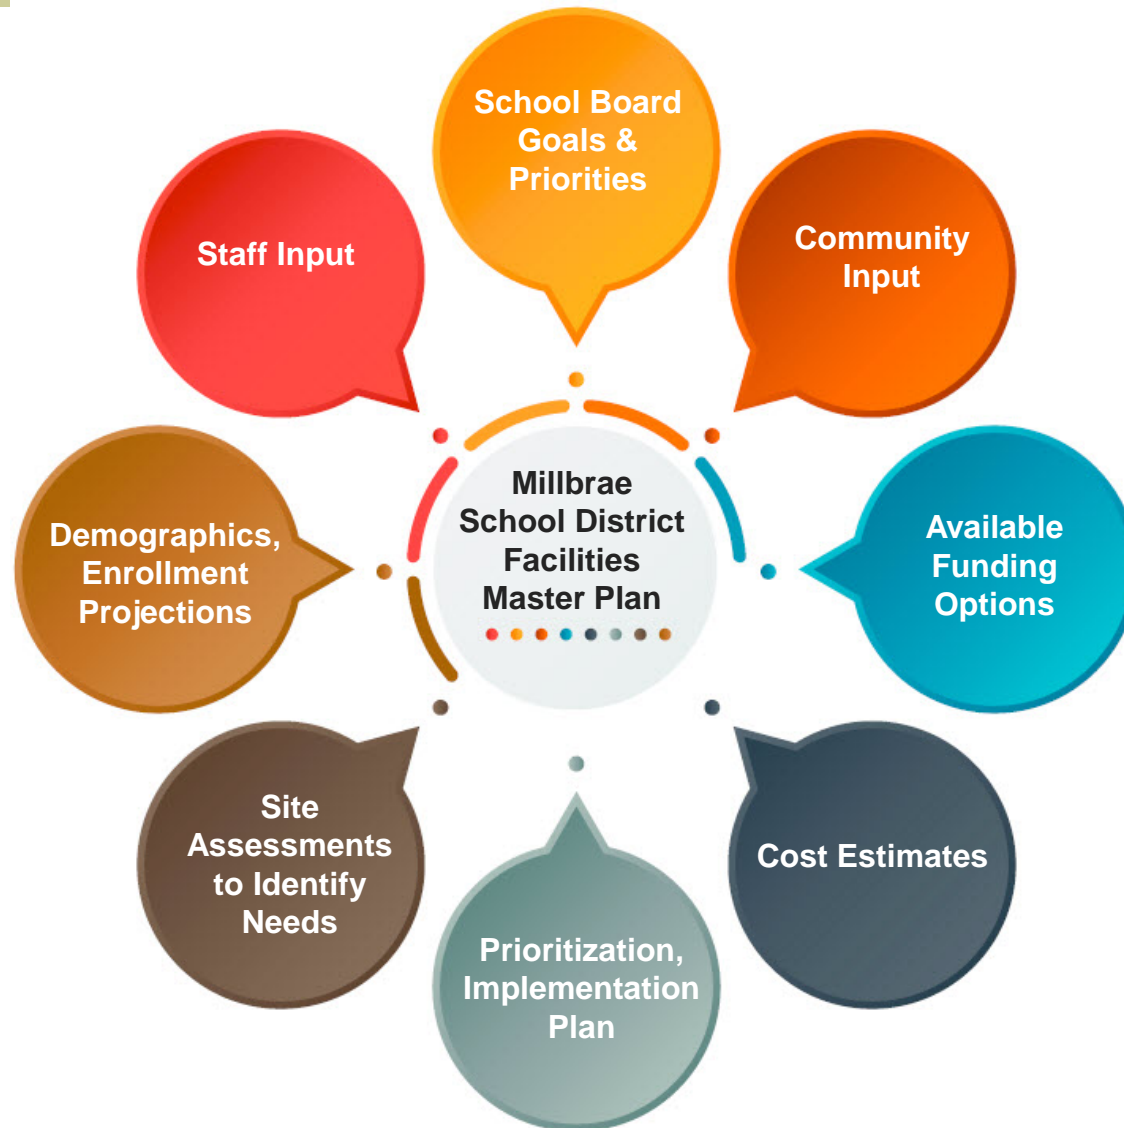 School Board
Goals &
Priorities
Staff Input
Community
Input
Millbrae
School District
Facilities
Master Plan
Demographics,
Enrollment
Projections
Available
Funding
Options
Site
Assessments
to Identify
Needs
Cost Estimates
Prioritization,
Implementation
Plan